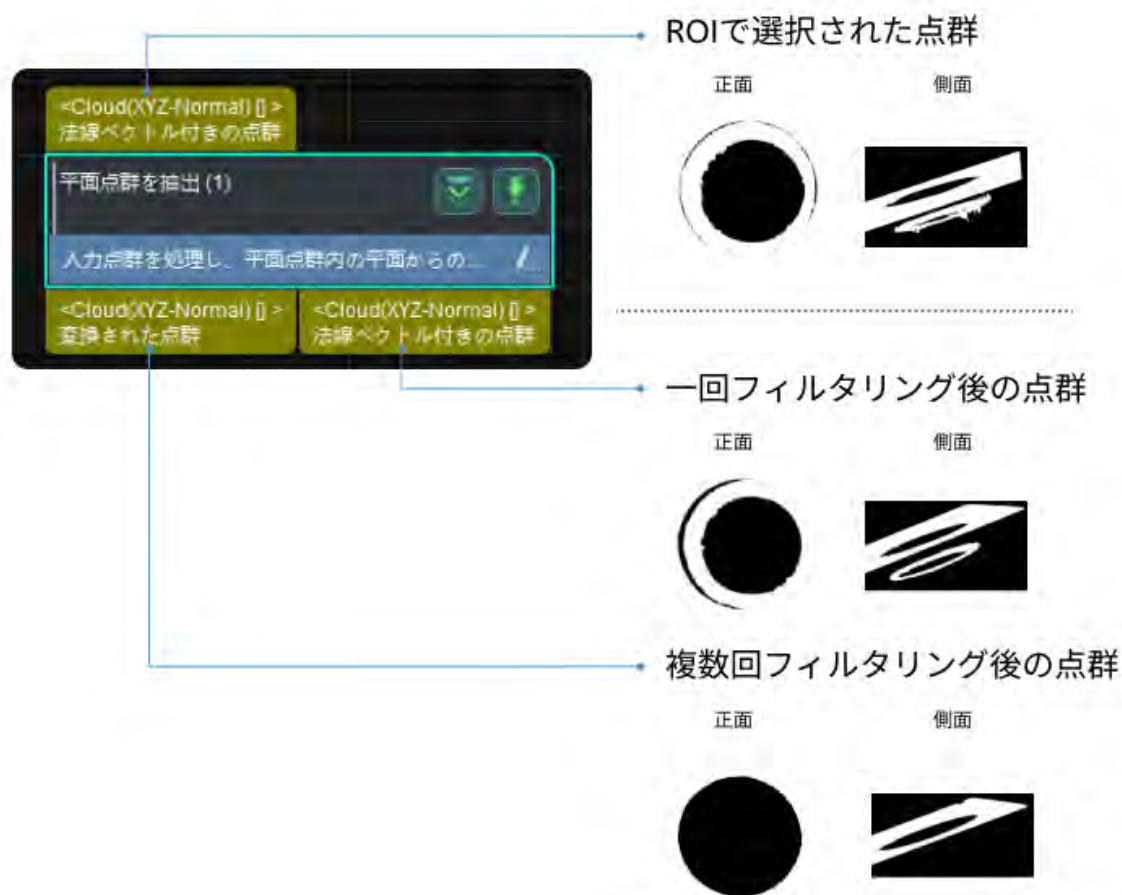 ROIで選択された点群
正面
側面
<Cloud(XYZ-Normal) [] >
法線ベクトル付きの点群
平面点群を抽出 (1)
入力点群を処理し、平面点群内の平面からの...
<Cloud(XYZ-Normal) [] >
変換された点群
<Cloud(XYZ-Normal) [] >
法線ベクトル付きの点群
一回フィルタリング後の点群
正面
側面
複数回フィルタリング後の点群
正面
側面